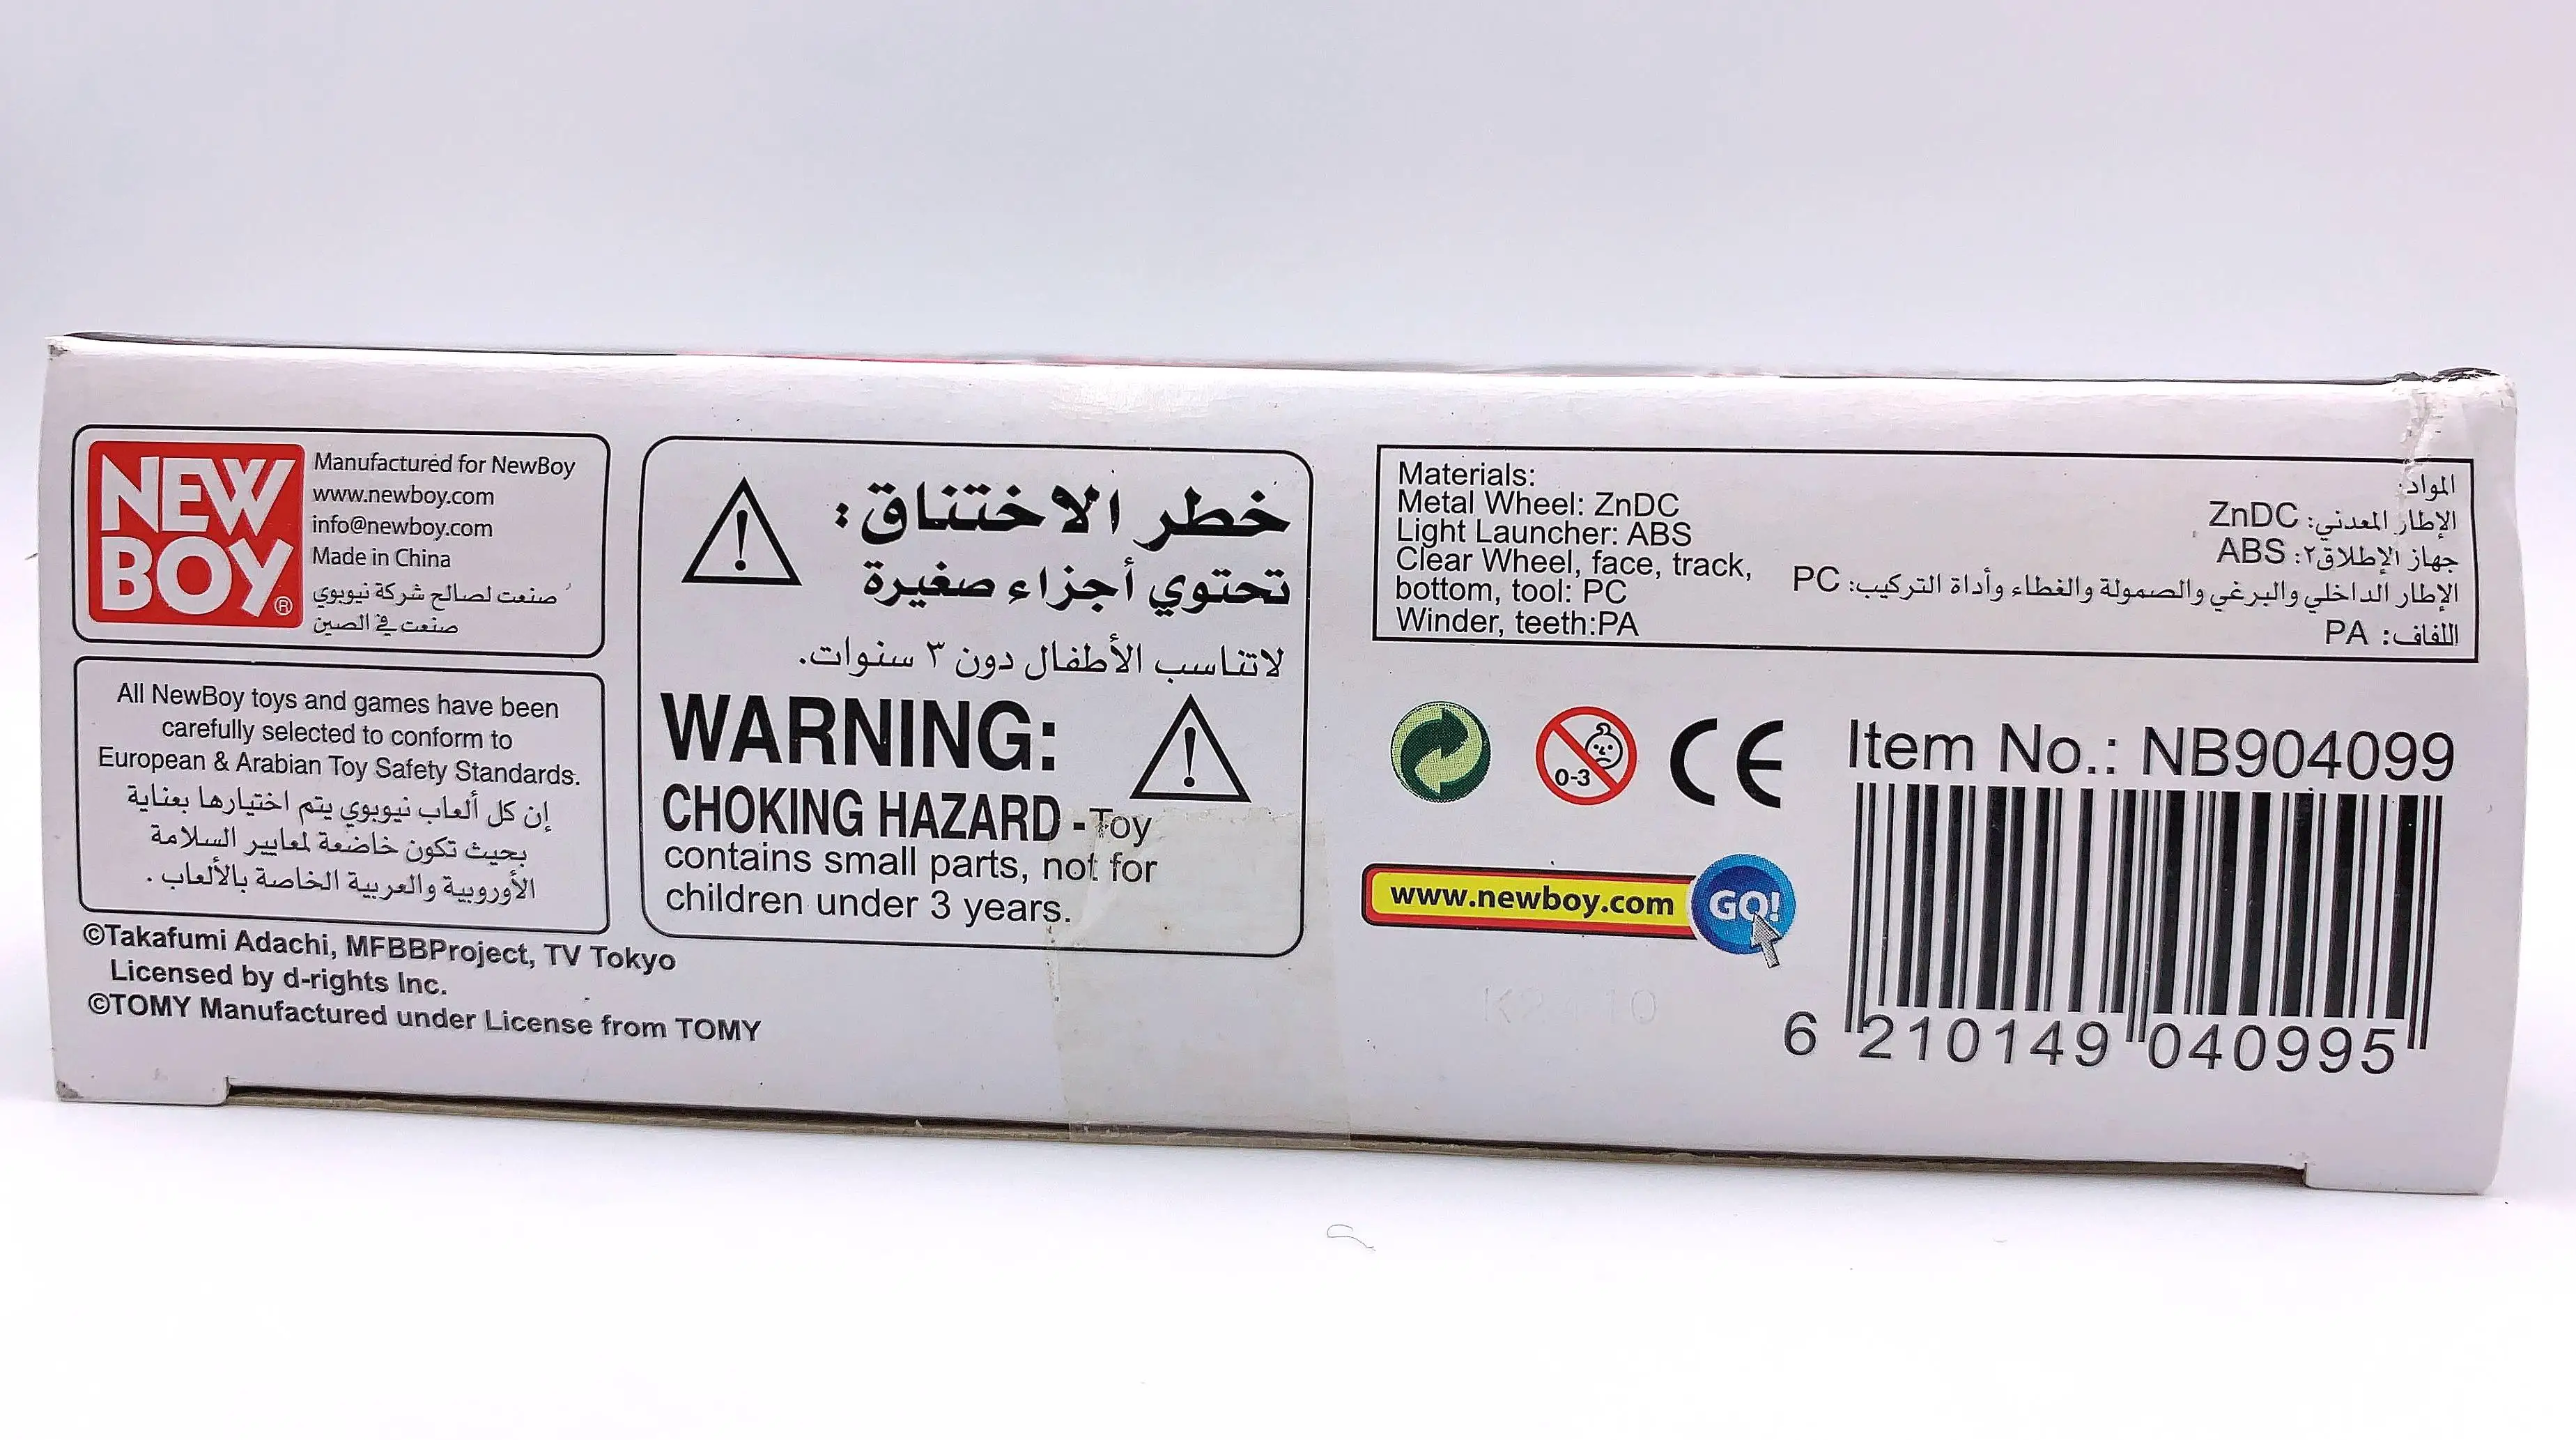 NEW
BOY®
Manufactured for NewBoy
www.newboy.com
info@newboy.com
Made in China
صنعت لصالح شركة نيوبوي
صنعت في الصين
All NewBoy toys and games have been
carefully selected to conform to
European & Arabian Toy Safety Standards.
إن كل ألعاب نيوبوي يتم اختيارها بعناية
بحيث تكون خاضعة لمعايير السلامة
الأوروبية والعربية الخاصة بالألعاب .
©Takafumi Adachi, MFBBProject, TV Tokyo
Licensed by d-rights Inc.
©TOMY Manufactured under License from TOMY
خطر الاختناق:
تحتوي أجزاء صغيرة
لاتناسب الأطفال دون ٣ سنوات.
WARNING:
CHOKING HAZARD - Toy
contains small parts, not for
children under 3 years.
Materials:
Metal Wheel: ZnDC
Light Launcher: ABS
Clear Wheel, face, track,
bottom, tool: PC
Winder, teeth:PA
المواد:
الإطار المعدني: ZnDC
جهاز الإطلاق٢: ABS
الإطار الداخلي والبرغي والصمولة والغطاء وأداة التركيب: PC
اللفاف: PA
0-3
CE
Item No.: NB904099
www.newboy.com GO!
6 210149 040995